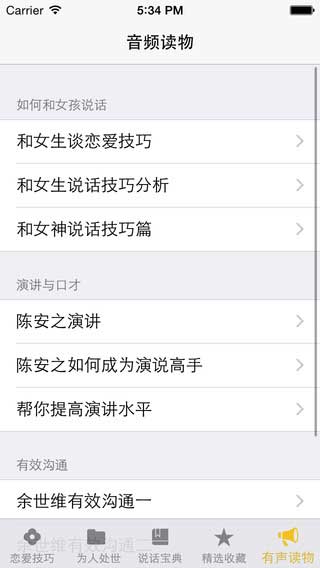 Carrier 5:34 PM
音频读物
如何和女孩说话
和女生谈恋爱技巧
和女生说话技巧分析
和女神说话技巧篇
演讲与口才
陈安之演讲
陈安之如何成为演说高手
帮你提高演讲水平
有效沟通
余世维有效沟通一
余世维有效沟通二
恋爱技巧 为人处世 说话宝典 精选收藏 有声读物